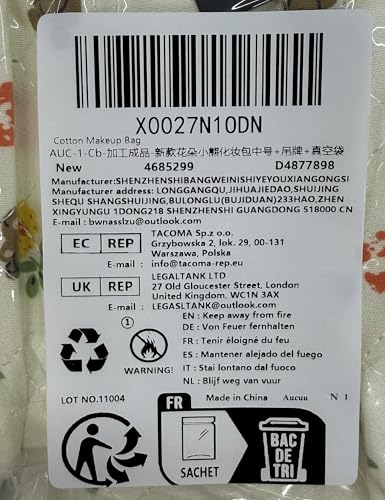 X0027N10DN
Cotton Makeup Bag
AUC-1-Cb-加工成品-新款花朵小熊化妆包中号+吊牌+真空袋
New 4685299 D4877898
Manufacturer:SHENZHENSHIBANGWEINISHIYEYOUXIANGONGSI
Manufacturer address: LONGGANGQU,JIHUAJIEDAO,SHUIJING
SHEQU SHANGSHUIJING,BULONGLU(BUJIDUAN)233HAO,ZHEN
XINGYUNGU 1DONG218 SHENZHENSHI GUANGDONG 518000 CN
E-mail : bwnasslzu@outlook.com
EC REP
TACOMA Sp.z o.o.
Grzybowska 2, lok. 29, 00-131
Warszawa, Polska
E-mail : info@tacoma-rep.eu
UK REP
LEGALTANK LTD
27 Old Gloucester Street, London
United Kingdom, WC1N 3AX
E-mail : LEGASLTANK@outlook.com
1
WARNING!
EN : Keep away from fire
DE : Von Feuer fernhalten
FR : Tenir éloigné du feu
ES : Mantener alejado del fuego
IT : Stai lontano dal fuoco
NL : Blijf weg van vuur
LOT NO.11004
FR
Made in China Aucuu N 1
SACHET
BAC
DE
TRI